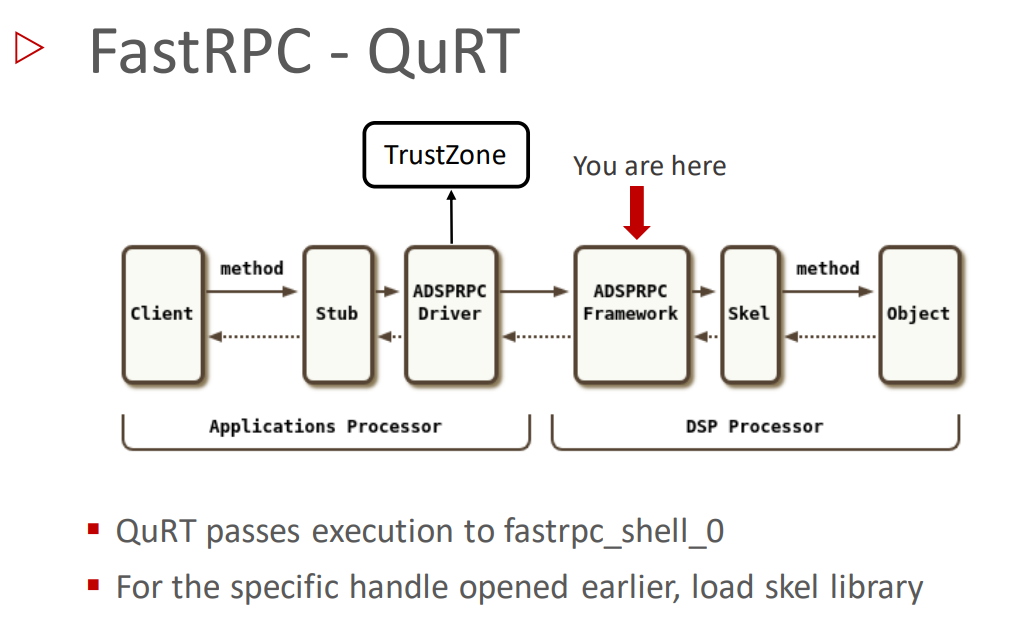 FastRPC - QuRT
TrustZone
You are here
method
method
Client
Stub
ADSPRPC
Driver
ADSPRPC
Framework
Skel
Object
Applications Processor
DSP Processor
QuRT passes execution to fastrpc_shell_0
For the specific handle opened earlier, load skel library